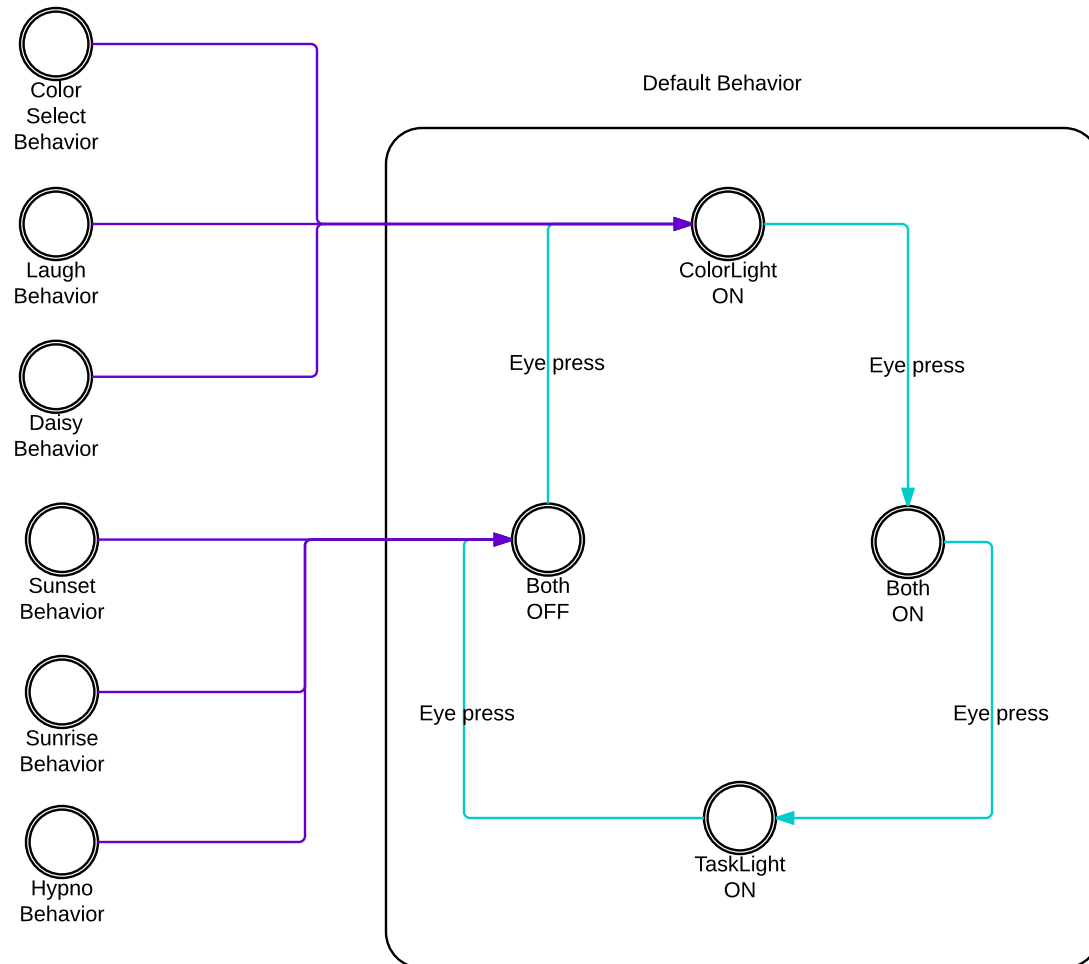 Color
Select
Behavior
Default Behavior
Laugh
Behavior
ColorLight
ON
Eye press
Eye press
Daisy
Behavior
Sunset
Behavior
Both
OFF
Both
ON
Eye press
Eye press
Sunrise
Behavior
TaskLight
ON
Hypno
Behavior